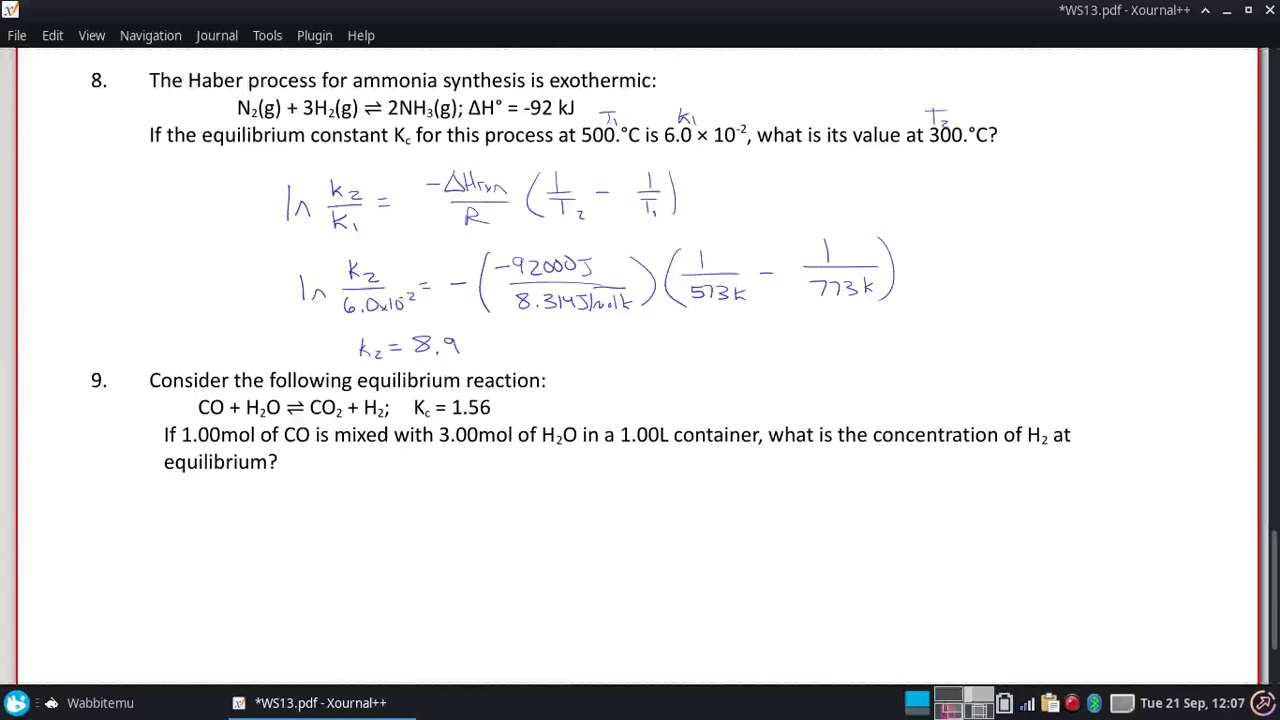 *WS13.pdf - Xournal++
File Edit View Navigation Journal Tools Plugin Help
8. The Haber process for ammonia synthesis is exothermic:
N₂(g) + 3H₂(g) ⇌ 2NH₃(g); ΔH° = -92 kJ
T₁ K₁ T₂
If the equilibrium constant K꜀ for this process at 500.°C is 6.0 × 10⁻², what is its value at 300.°C?
ln K₂/K₁ = -ΔHrxn/R (1/T₂ - 1/T₁)
ln K₂/6.0x10⁻² = - (-92000J/8.314J/molK) (1/573K - 1/773K)
K₂ = 8.9
9. Consider the following equilibrium reaction:
CO + H₂O ⇌ CO₂ + H₂; K꜀ = 1.56
If 1.00mol of CO is mixed with 3.00mol of H₂O in a 1.00L container, what is the concentration of H₂ at
equilibrium?
Wabbitemu *WS13.pdf - Xournal++ Tue 21 Sep, 12:07